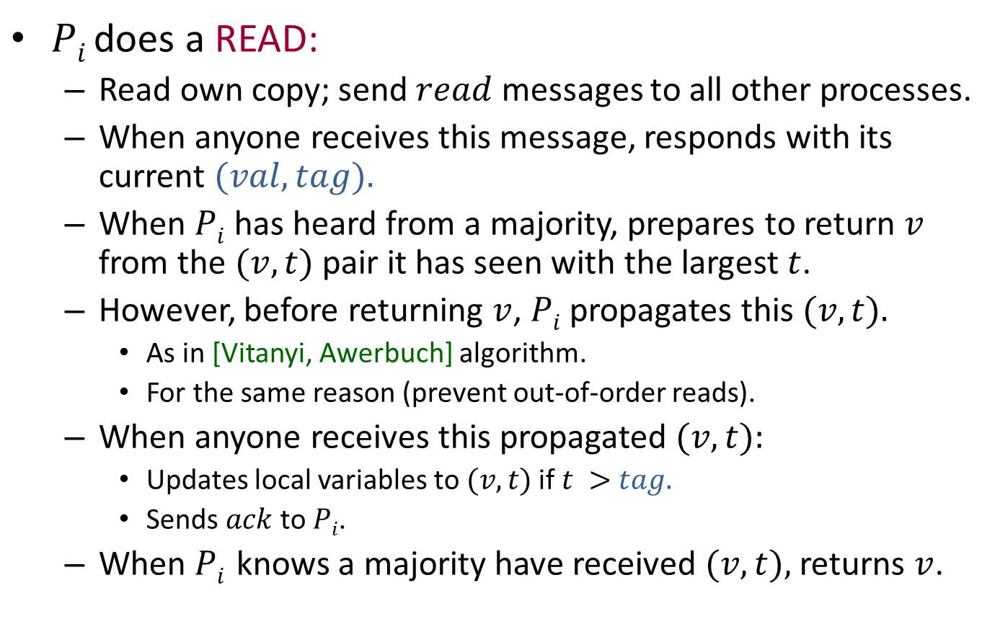 • P_i does a READ:
– Read own copy; send read messages to all other processes.
– When anyone receives this message, responds with its
current (val, tag).
– When P_i has heard from a majority, prepares to return v
from the (v, t) pair it has seen with the largest t.
– However, before returning v, P_i propagates this (v, t).
• As in [Vitanyi, Awerbuch] algorithm.
• For the same reason (prevent out-of-order reads).
– When anyone receives this propagated (v, t):
• Updates local variables to (v, t) if t > tag.
• Sends ack to P_i.
– When P_i knows a majority have received (v, t), returns v.